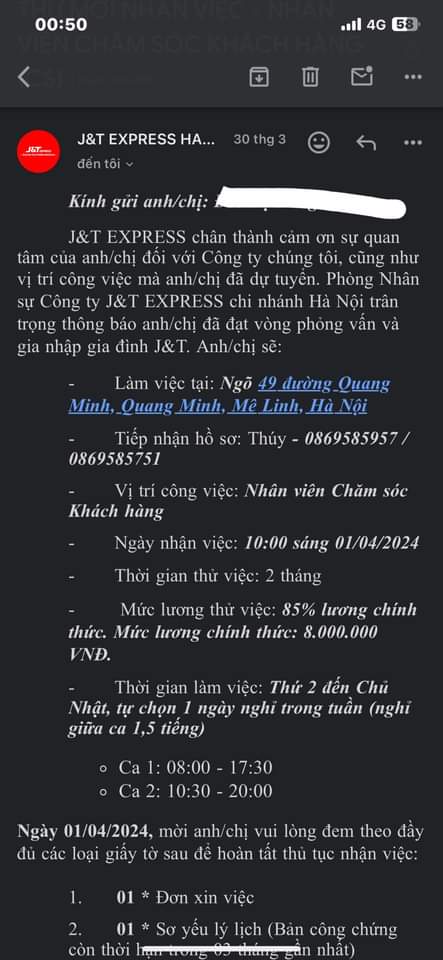 00:50
4G 58
THƯ MỜI NHẬN VIỆC - NHÂN
VIÊN CHĂM SÓC KHÁCH HÀNG
J&T EXPRESS
J&T EXPRESS HA... 30 thg 3
đến tôi
Kính gửi anh/chị:
J&T EXPRESS chân thành cảm ơn sự quan
tâm của anh/chị đối với Công ty chúng tôi, cũng như
vị trí công việc mà anh/chị đã dự tuyển. Phòng Nhân
sự Công ty J&T EXPRESS chi nhánh Hà Nội trân
trọng thông báo anh/chị đã đạt vòng phỏng vấn và
gia nhập gia đình J&T. Anh/chị sẽ:
- Làm việc tại: Ngõ 49 đường Quang
Minh, Quang Minh, Mê Linh, Hà Nội
- Tiếp nhận hồ sơ: Thúy - 0869585957 /
0869585751
- Vị trí công việc: Nhân viên Chăm sóc
Khách hàng
- Ngày nhận việc: 10:00 sáng 01/04/2024
- Thời gian thử việc: 2 tháng
- Mức lương thử việc: 85% lương chính
thức. Mức lương chính thức: 8.000.000
VNĐ.
- Thời gian làm việc: Thứ 2 đến Chủ
Nhật, tự chọn 1 ngày nghỉ trong tuần (nghỉ
giữa ca 1,5 tiếng)
Ca 1: 08:00 - 17:30
Ca 2: 10:30 - 20:00
Ngày 01/04/2024, mời anh/chị vui lòng đem theo đầy
đủ các loại giấy tờ sau để hoàn tất thủ tục nhận việc:
1. 01 * Đơn xin việc
2. 01 * Sơ yếu lý lịch (Bản công chứng
còn thời hạn trong 03 tháng gần nhất)